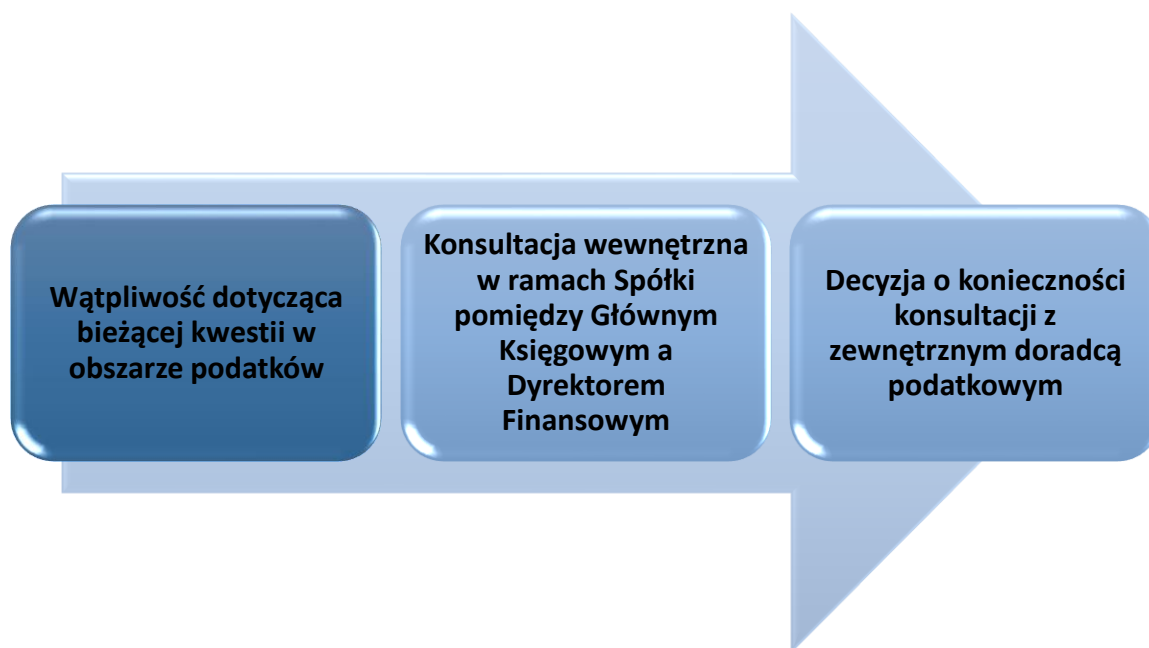 Wątpliwość dotycząca
bieżącej kwestii w
obszarze podatków
Konsultacja wewnętrzna
w ramach Spółki
pomiędzy Głównym
Księgowym a
Dyrektorem
Finansowym
Decyzja o konieczności
konsultacji z
zewnętrznym doradcą
podatkowym